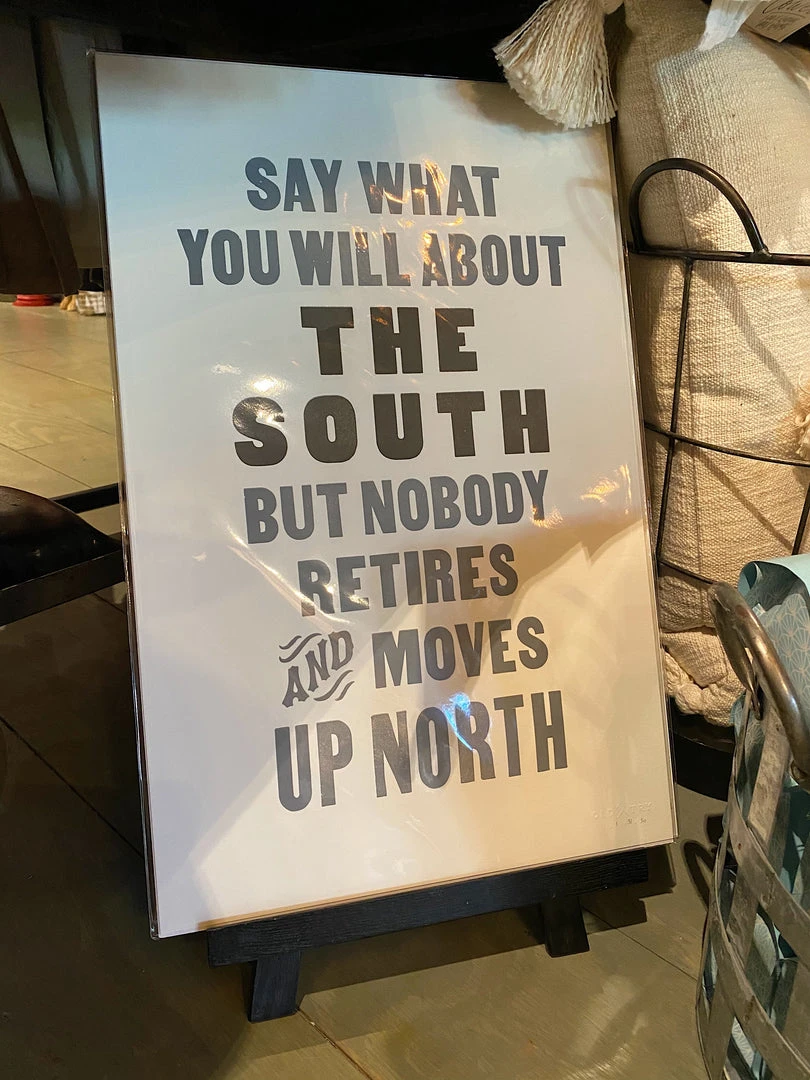 SAY WHAT
YOU WILL ABOUT
THE
SOUTH
BUT NOBODY
RETIRES
AND MOVES
UP NORTH